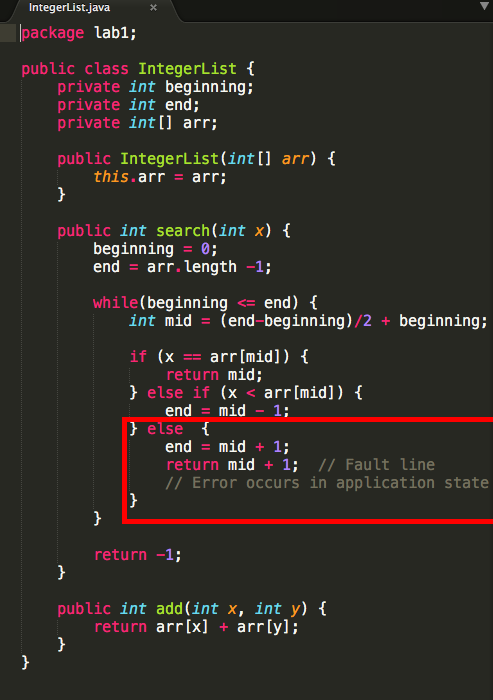 IntegerList.java ×
package lab1;
public class IntegerList {
    private int beginning;
    private int end;
    private int[] arr;
    public IntegerList(int[] arr) {
        this.arr = arr;
    }
    public int search(int x) {
        beginning = 0;
        end = arr.length -1;
        while(beginning <= end) {
            int mid = (end-beginning)/2 + beginning;
            if (x == arr[mid]) {
                return mid;
            } else if (x < arr[mid]) {
                end = mid - 1;
            } else  {
                end = mid + 1;
                return mid + 1;  // Fault line
                // Error occurs in application state
            }
        }
        return -1;
    }
    public int add(int x, int y) {
        return arr[x] + arr[y];
    }
}